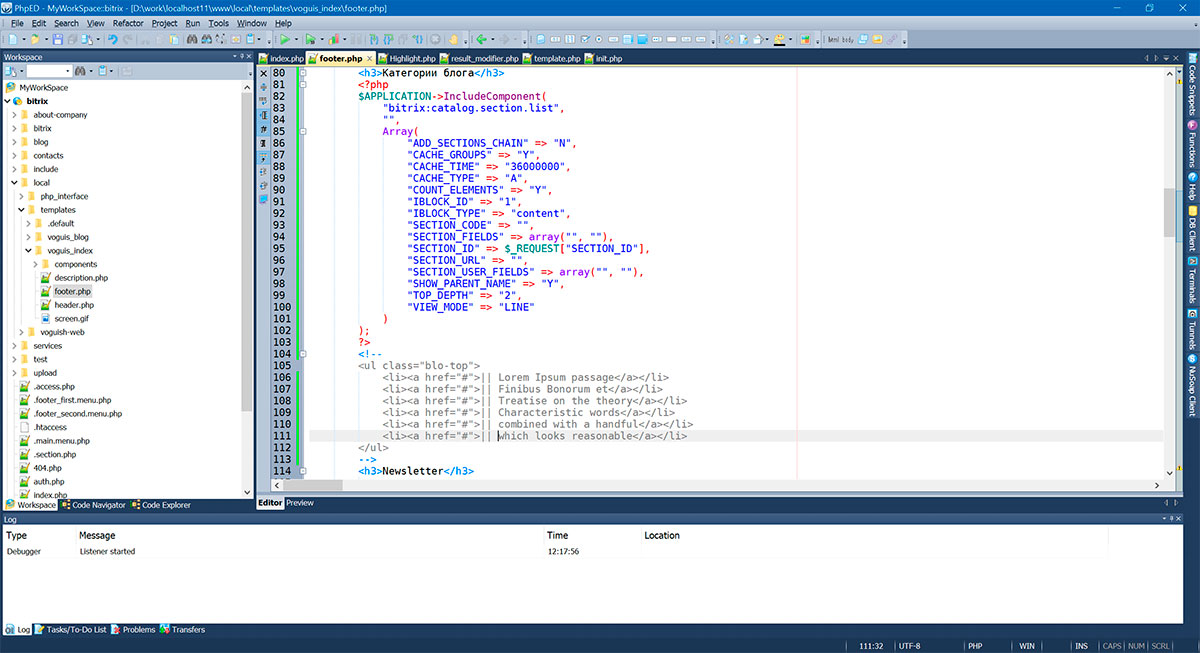 PhpED - MyWorkSpace::bitrix - [D:\work\localhost11\www\local\templates\voguis_index\footer.php]
File Edit Search View Refactor Project Run Tools Window Help
html body
Workspace
MyWorkSpace
bitrix
about-company
bitrix
blog
contacts
include
local
php_interface
templates
.default
voguis_blog
voguis_index
components
description.php
footer.php
header.php
screen.gif
voguish-web
services
test
upload
.access.php
.footer_first.menu.php
.footer_second.menu.php
.htaccess
.main.menu.php
.section.php
404.php
auth.php
index.php
Workspace Code Navigator Code Explorer
index.php footer.php Highlight.php result_modifier.php template.php init.php
80 <h3>Категории блога</h3>
81 <?php
82 $APPLICATION->IncludeComponent(
83 "bitrix:catalog.section.list",
84 "",
85 Array(
86 "ADD_SECTIONS_CHAIN" => "N",
87 "CACHE_GROUPS" => "Y",
88 "CACHE_TIME" => "36000000",
89 "CACHE_TYPE" => "A",
90 "COUNT_ELEMENTS" => "Y",
91 "IBLOCK_ID" => "1",
92 "IBLOCK_TYPE" => "content",
93 "SECTION_CODE" => "",
94 "SECTION_FIELDS" => array("", ""),
95 "SECTION_ID" => $_REQUEST["SECTION_ID"],
96 "SECTION_URL" => "",
97 "SECTION_USER_FIELDS" => array("", ""),
98 "SHOW_PARENT_NAME" => "Y",
99 "TOP_DEPTH" => "2",
100 "VIEW_MODE" => "LINE"
101 )
102 );
103 ?>
104 <!--
105 <ul class="blo-top">
106 <li><a href="#">|| Lorem Ipsum passage</a></li>
107 <li><a href="#">|| Finibus Bonorum et</a></li>
108 <li><a href="#">|| Treatise on the theory</a></li>
109 <li><a href="#">|| Characteristic words</a></li>
110 <li><a href="#">|| combined with a handful</a></li>
111 <li><a href="#">|| which looks reasonable</a></li>
112 </ul>
113 -->
114 <h3>Newsletter</h3>
Editor Preview
Code Snippets
Functions
Help
DB Client
Terminals
Tunnels
NuSoap Client
Log
Type Message Time Location
Debugger Listener started 12:17:56
Log Tasks/To-Do List Problems Transfers
111:32 UTF-8 PHP WIN INS CAPS NUM SCRL